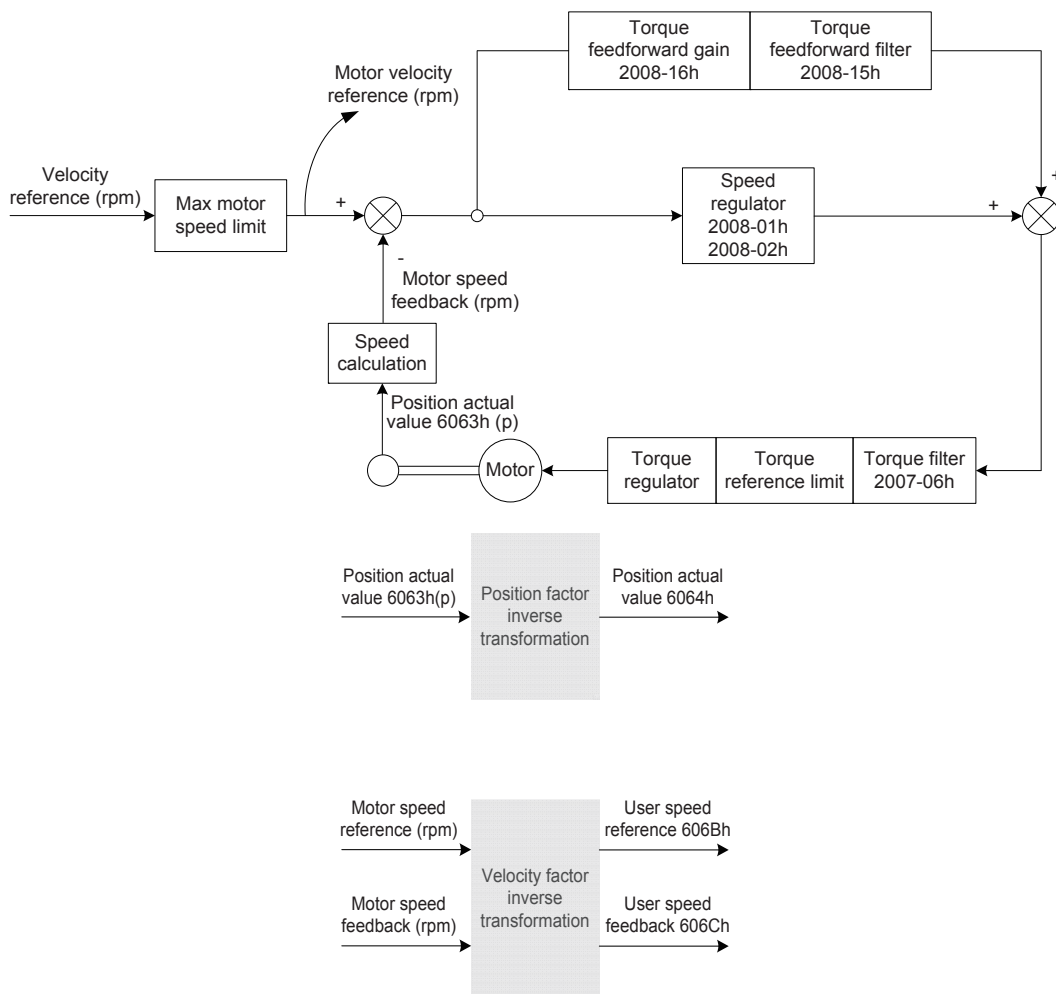 Torque
feedforward gain
2008-16h
Torque
feedforward filter
2008-15h
Motor velocity
reference (rpm)
Velocity
reference (rpm)
Max motor
speed limit
+
Speed
regulator
2008-01h
2008-02h
+
+
-
Motor speed
feedback (rpm)
Speed
calculation
Position actual
value 6063h (p)
Motor
Torque
regulator
Torque
reference limit
Torque filter
2007-06h
Position actual
value 6063h(p)
Position factor
inverse
transformation
Position actual
value 6064h
Motor speed
reference (rpm)
User speed
reference 606Bh
Velocity factor
inverse
transformation
Motor speed
feedback (rpm)
User speed
feedback 606Ch